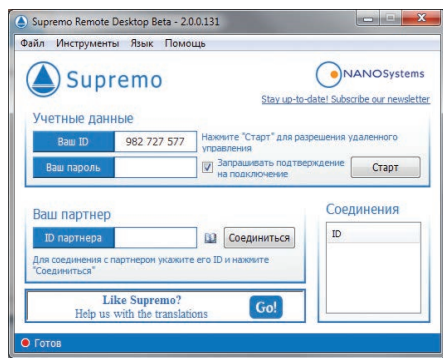 Supremo Remote Desktop Beta - 2.0.0.131
Файл Инструменты Язык Помощь
Supremo
NANOSystems
Stay up-to-date! Subscribe our newsletter
Учетные данные
Ваш ID 982 727 577
Нажмите "Старт" для разрешения удаленного
управления
Ваш пароль
Запрашивать подтверждение
на подключение
Старт
Ваш партнер
ID партнера
Соединиться
Для соединения с партнером укажите его ID и нажмите
"Соединиться"
Соединения
ID
Like Supremo?
Help us with the translations
Go!
Готов